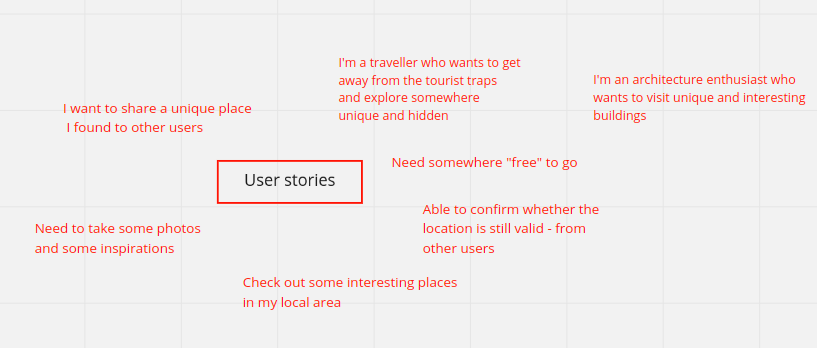 I'm a traveller who wants to get
away from the tourist traps
and explore somewhere
unique and hidden
I'm an architecture enthusiast who
wants to visit unique and interesting
buildings
I want to share a unique place
I found to other users
Need somewhere "free" to go
User stories
Able to confirm whether the
location is still valid - from
other users
Need to take some photos
and some inspirations
Check out some interesting places
in my local area